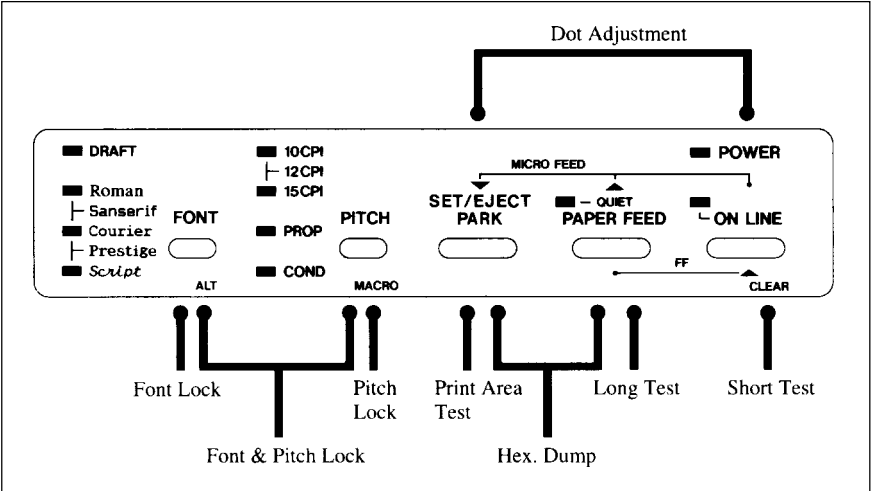 Dot Adjustment
DRAFT
Roman
Sanserif
Courier
Prestige
Script
FONT
ALT
10CPI
12CPI
15CPI
PROP
COND
PITCH
MACRO
MICRO FEED
SET/EJECT
PARK
QUIET
PAPER FEED
POWER
ON LINE
FF
CLEAR
Font Lock
Font & Pitch Lock
Pitch
Lock
Print Area
Test
Hex. Dump
Long Test
Short Test